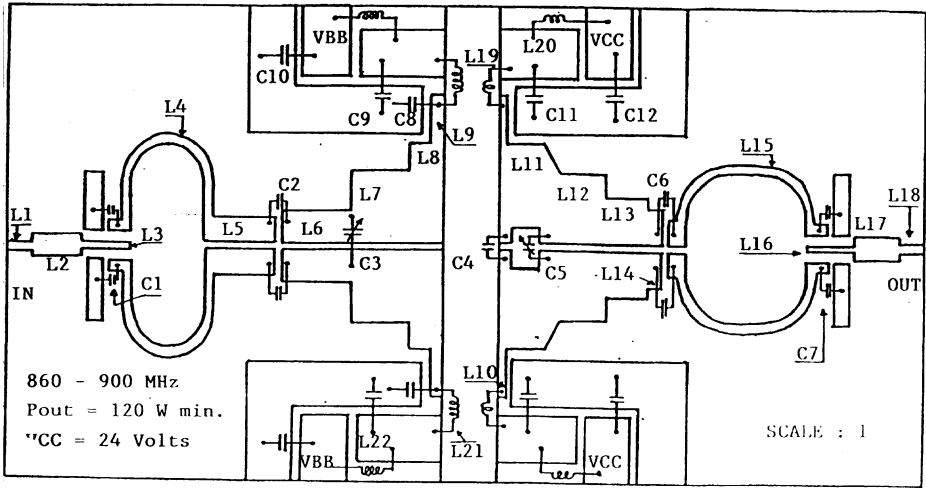 VBB
L20
VCC
L19
C10
C9
C8
C11
C12
L4
L9
L8
L11
L15
L7
L12
C6
C2
L1
L5
L6
L13
L18
L17
L3
L2
C3
C4
C5
L16
L14
IN
C1
OUT
C7
860 - 900 MHz
L10
Pout = 120 W min.
"CC = 24 Volts
L22
L21
SCALE : 1
VBB
VCC